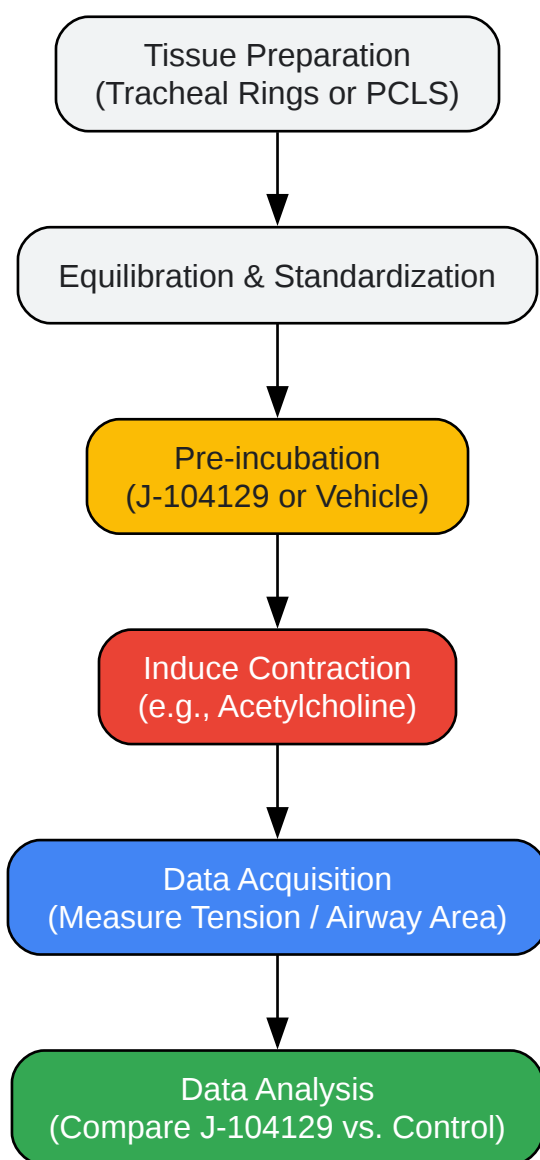 Tissue Preparation
(Tracheal Rings or PCLS)
Equilibration & Standardization
Pre-incubation
(J-104129 or Vehicle)
Induce Contraction
(e.g., Acetylcholine)
Data Acquisition
(Measure Tension / Airway Area)
Data Analysis
(Compare J-104129 vs. Control)